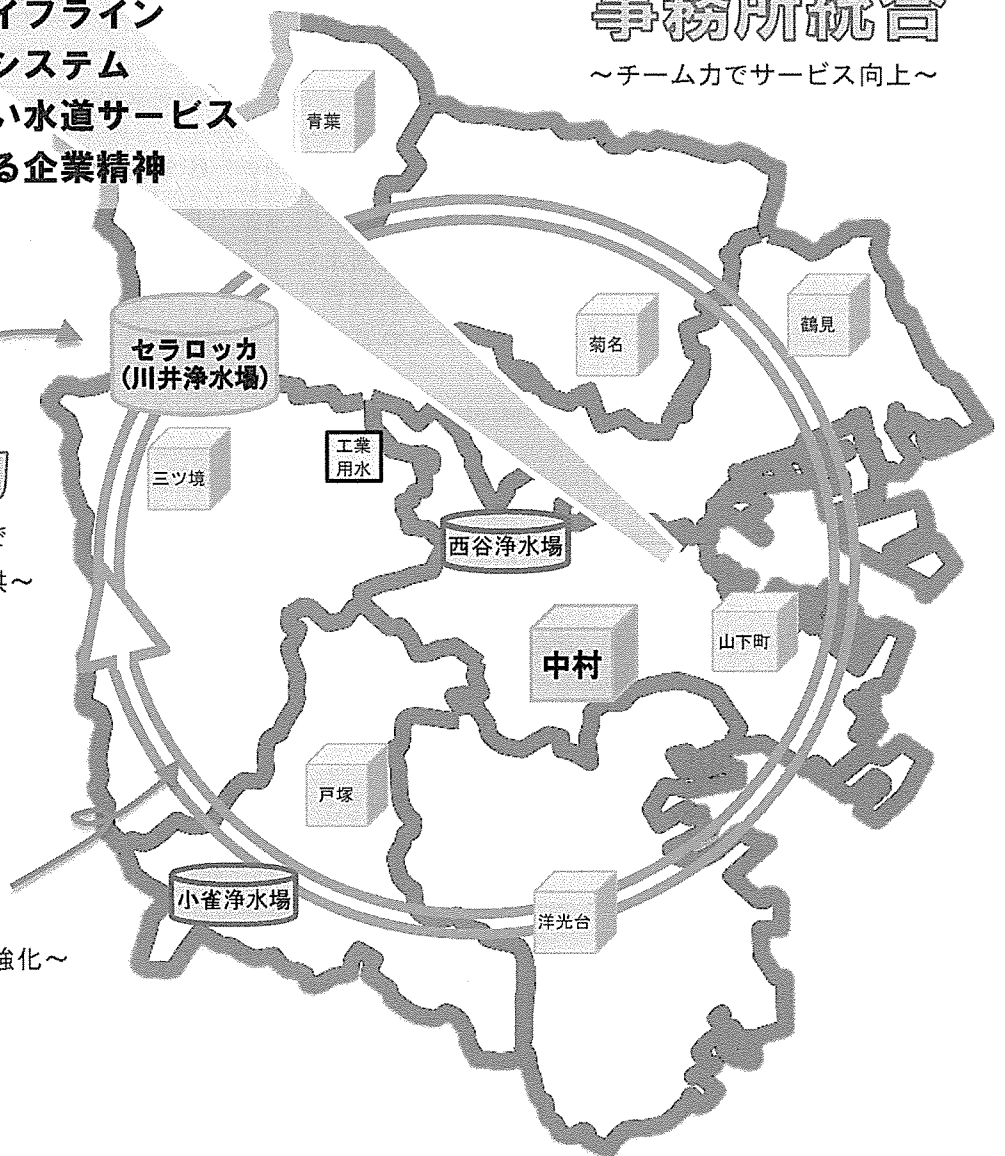 イフライン
システム
い水道サービス
る企業精神
事務所統合
~チーム力でサービス向上~
青葉
鶴見
菊名
セラロッカ
(川井浄水場)
工業
用水
三ツ境
西谷浄水場
山下町
中村
戸塚
小雀浄水場
洋光台
強化~